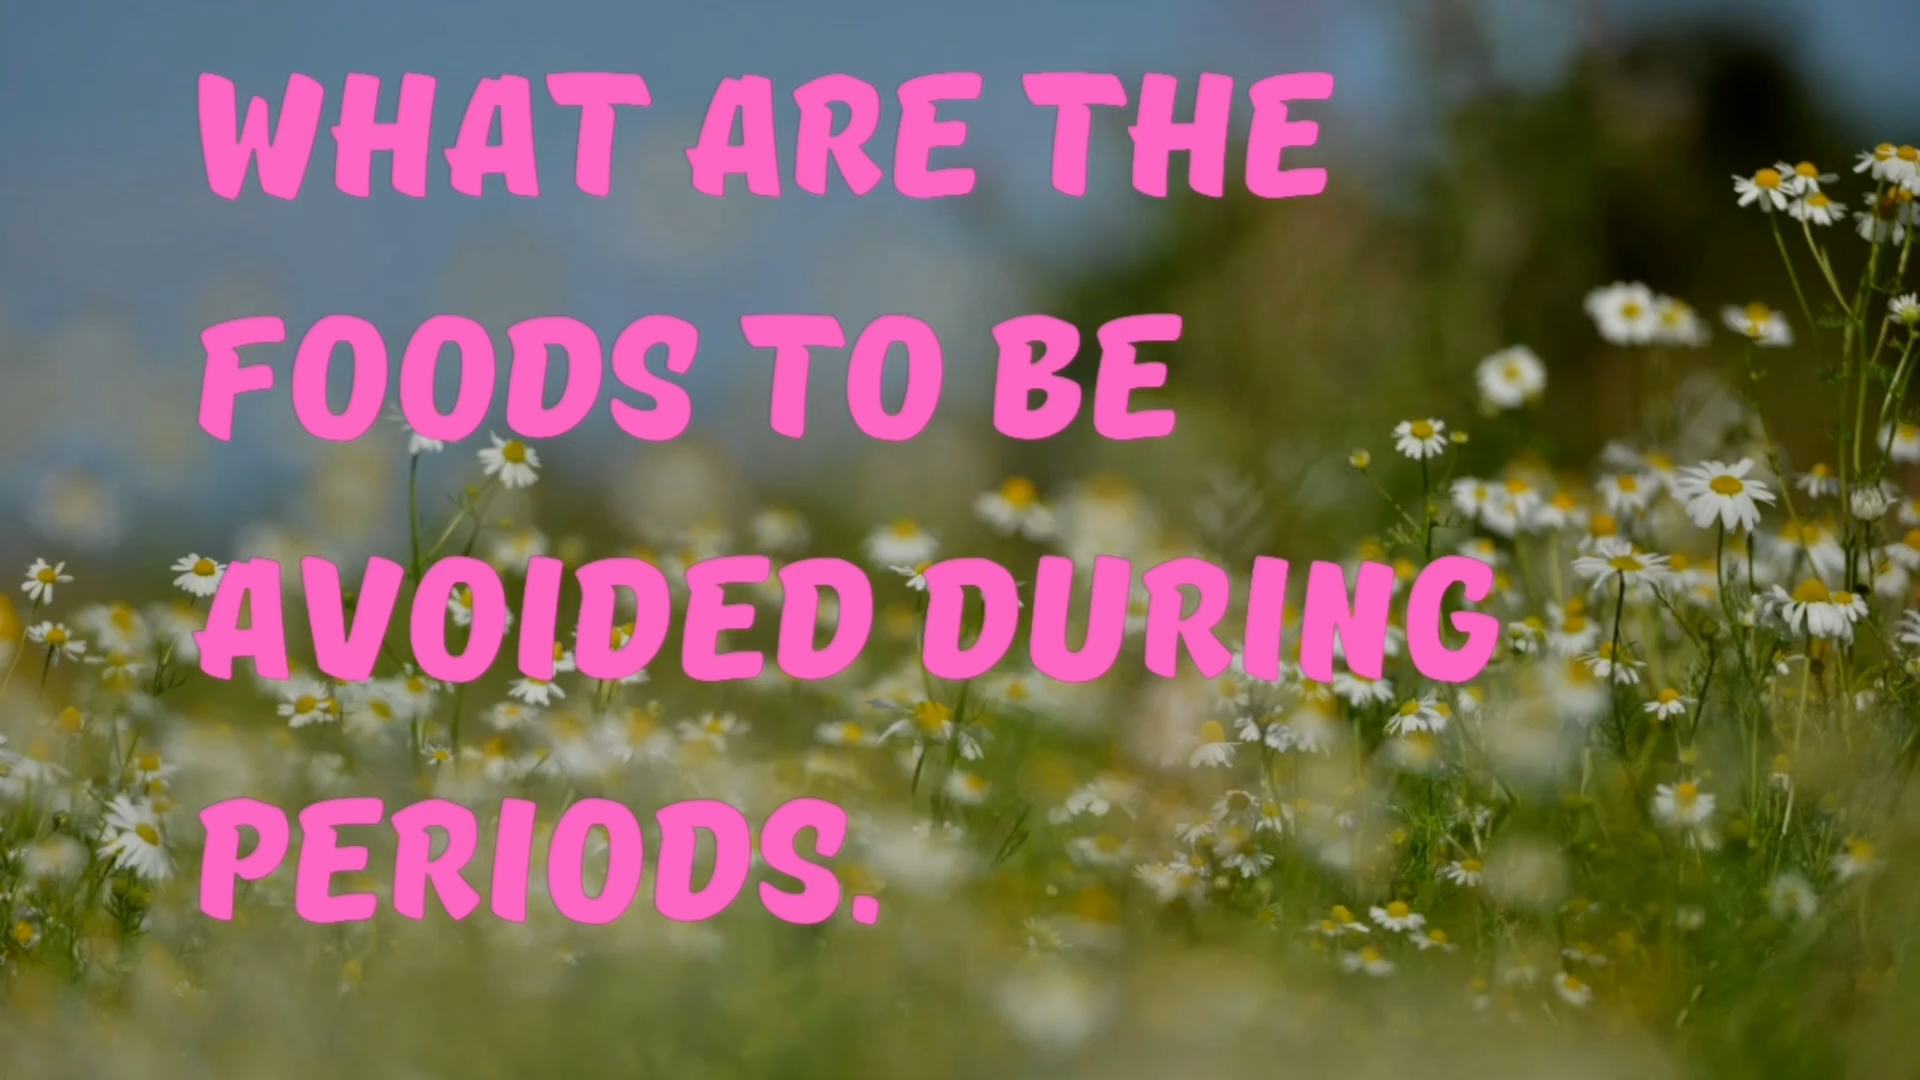 WHAT ARE THE
FOODS TO BE
AVOIDED DURING
PERIODS.